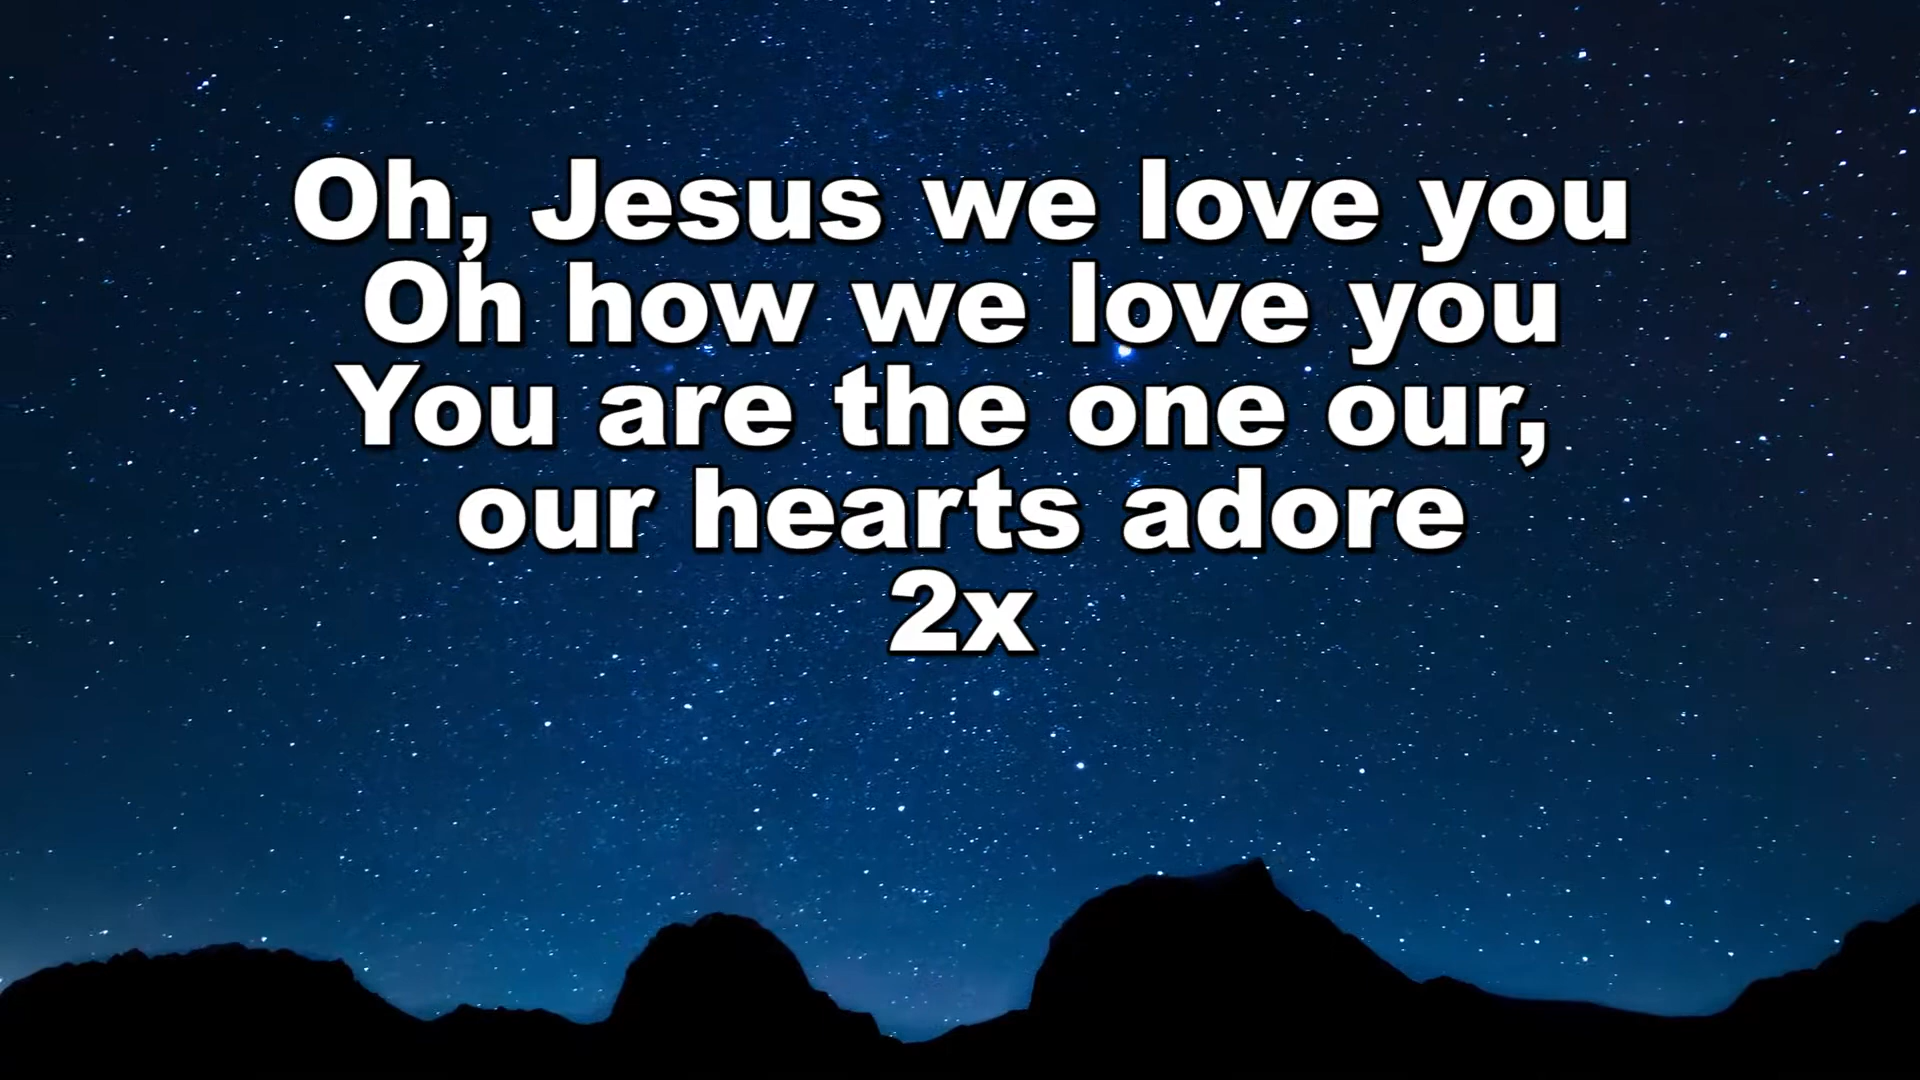 Oh, Jesus we love you
Oh how we love you
You are the one our,
our hearts adore
2x